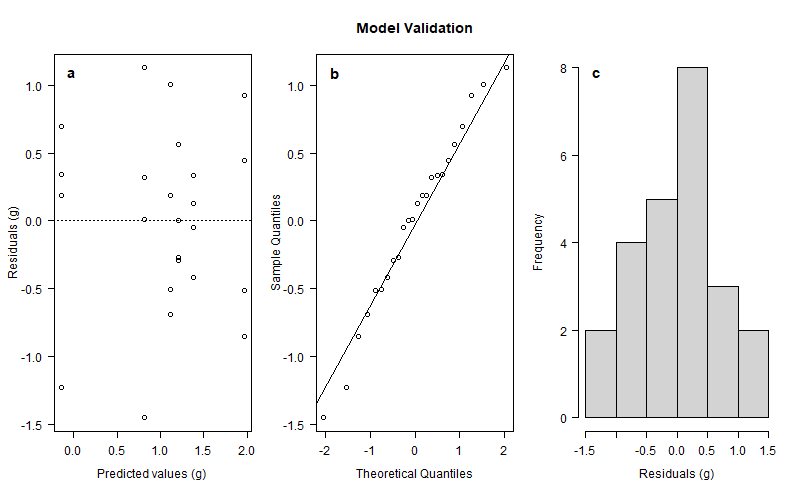 Model Validation
a
1.0
0.5
0.0
-0.5
-1.0
-1.5
Residuals (g)
0.0 0.5 1.0 1.5 2.0
Predicted values (g)
b
1.0
0.5
0.0
-0.5
-1.0
-1.5
Sample Quantiles
-2 -1 0 1 2
Theoretical Quantiles
c
8
6
4
2
0
Frequency
-1.5 -0.5 0.0 0.5 1.0 1.5
Residuals (g)